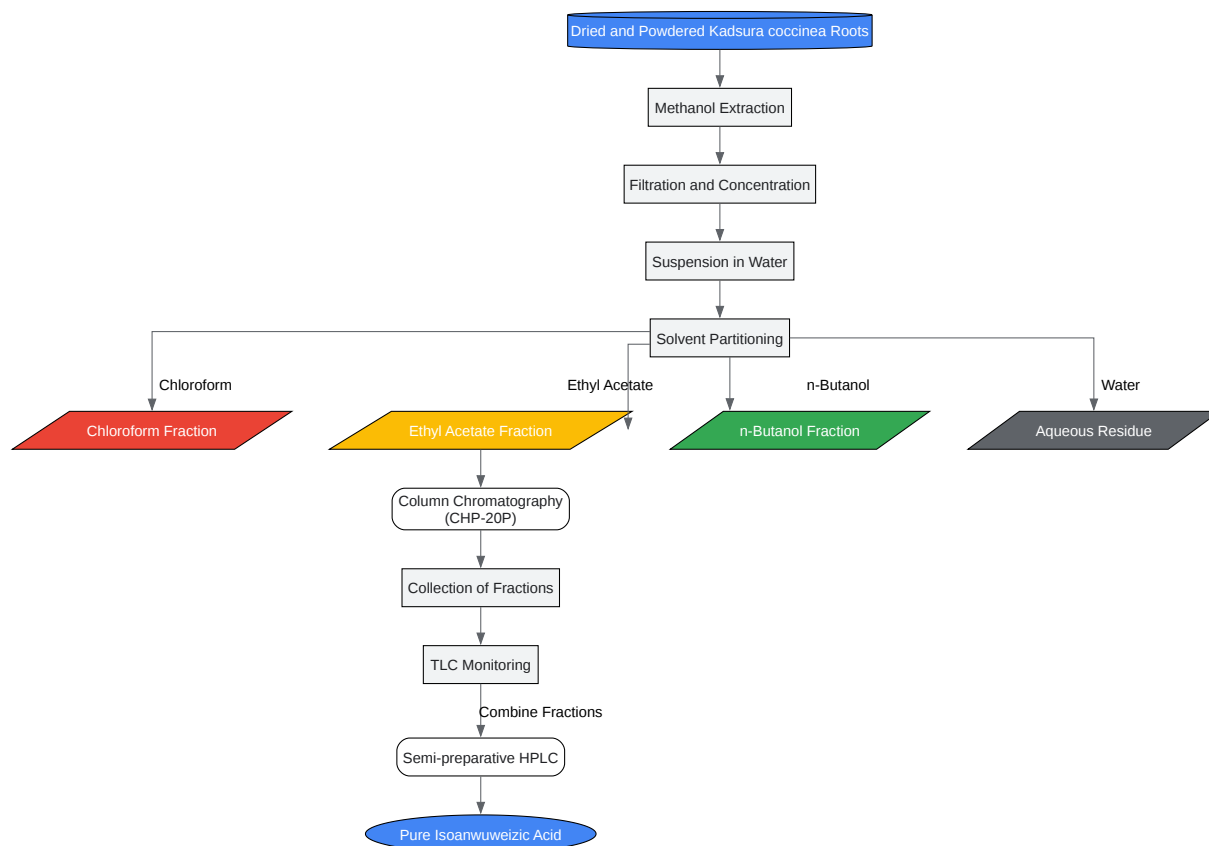 Dried and Powdered Kadsura coccinea Roots
Methanol Extraction
Filtration and Concentration
Suspension in Water
Solvent Partitioning
Chloroform
Ethyl Acetate
n-Butanol
Water
Chloroform Fraction
Ethyl Acetate Fraction
n-Butanol Fraction
Aqueous Residue
Column Chromatography
(CHP-20P)
Collection of Fractions
TLC Monitoring
Combine Fractions
Semi-preparative HPLC
Pure Isoanwuweizic Acid